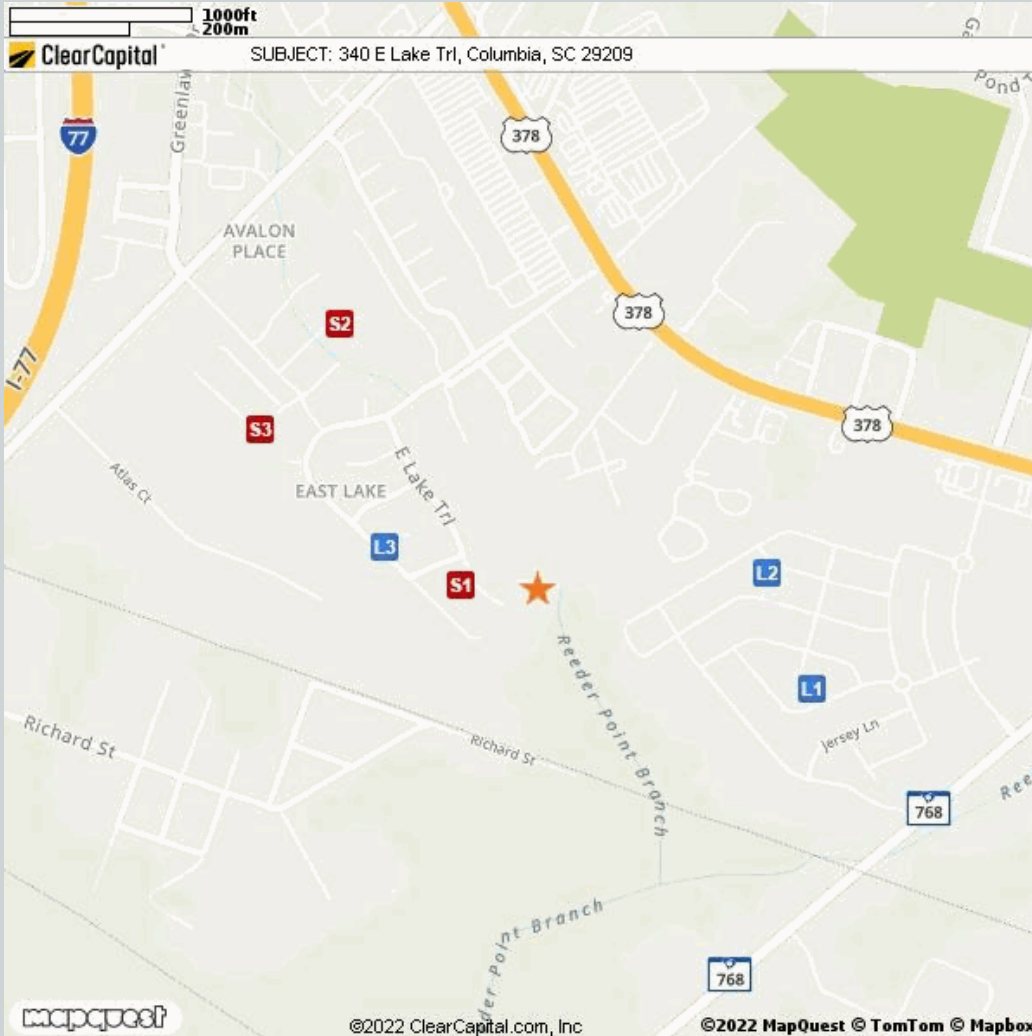 1000ft
200m
ClearCapital
SUBJECT: 340 E Lake Trl, Columbia, SC 29209
Pond
77
Greenlaw
378
AVALON
PLACE
S2
378
I-77
378
S3
E Lake Trl
Atlas Ct
EAST LAKE
L3
L2
S1
Reeder Point Branch
L1
Jersey Ln
Richard St
Richard St
768
Ree
Reeder Point Branch
768
mapquest
©2022 ClearCapital.com, Inc
©2022 MapQuest © TomTom © Mapbox